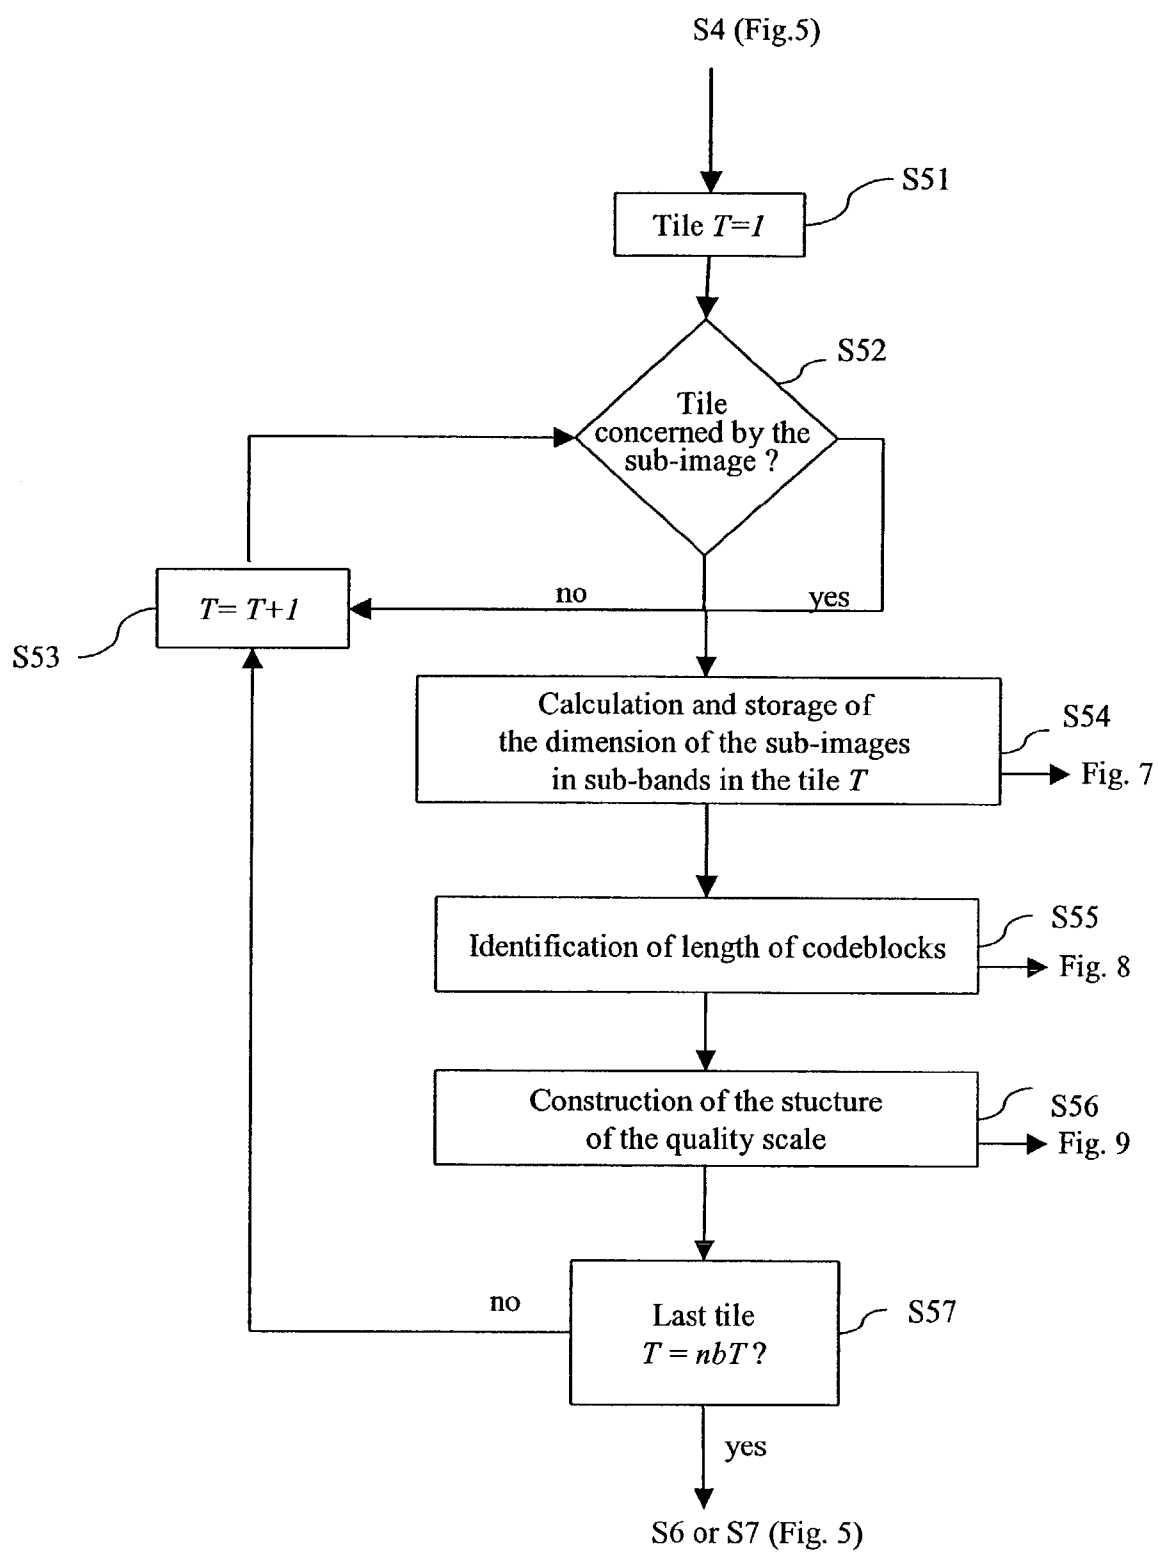 S4 (Fig.5)
S51
Tile T=1
S52
Tile
concerned by the
sub-image ?
no
yes
T= T+1
S53
Calculation and storage of
the dimension of the sub-images
in sub-bands in the tile T
S54
Fig. 7
Identification of length of codeblocks
S55
Fig. 8
Construction of the stucture
of the quality scale
S56
Fig. 9
no
Last tile
T = nbT ?
S57
yes
S6 or S7 (Fig. 5)